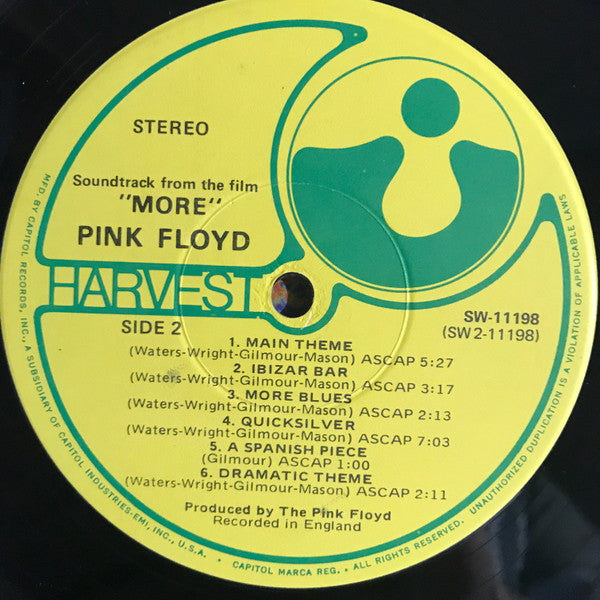 STEREO
Soundtrack from the film
"MORE"
PINK FLOYD
HARVEST
SIDE 2
SW-11198
(SW2-11198)
1. MAIN THEME
(Waters-Wright-Gilmour-Mason) ASCAP 5:27
2. IBIZAR BAR
(Waters-Wright-Gilmour-Mason) ASCAP 3:17
3. MORE BLUES
(Waters-Wright-Gilmour-Mason) ASCAP 2:13
4. QUICKSILVER
(Waters-Wright-Gilmour-Mason) ASCAP 7:03
5. A SPANISH PIECE
(Gilmour) ASCAP 1:00
6. DRAMATIC THEME
(Waters-Wright-Gilmour-Mason) ASCAP 2:11
Produced by The Pink Floyd
Recorded in England
MFD. BY CAPITOL RECORDS, INC., A SUBSIDIARY OF CAPITOL INDUSTRIES-EMI, INC., U.S.A. • CAPITOL MARCA REG. • ALL RIGHTS RESERVED. UNAUTHORIZED DUPLICATION IS A VIOLATION OF APPLICABLE LAWS